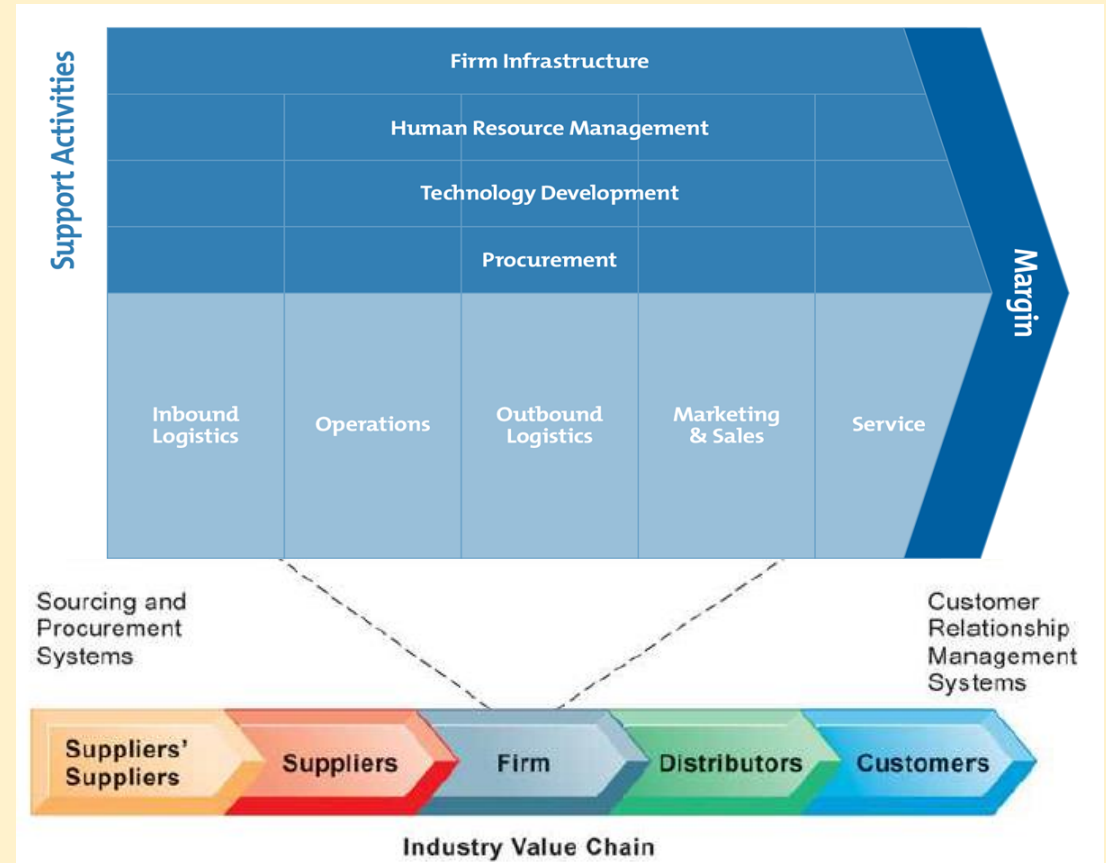 Support Activities
Firm Infrastructure
Human Resource Management
Technology Development
Procurement
Margin
Inbound
Logistics
Operations
Outbound
Logistics
Marketing
& Sales
Service
Sourcing and
Procurement
Systems
Customer
Relationship
Management
Systems
Suppliers'
Suppliers
Suppliers
Firm
Distributors
Customers
Industry Value Chain